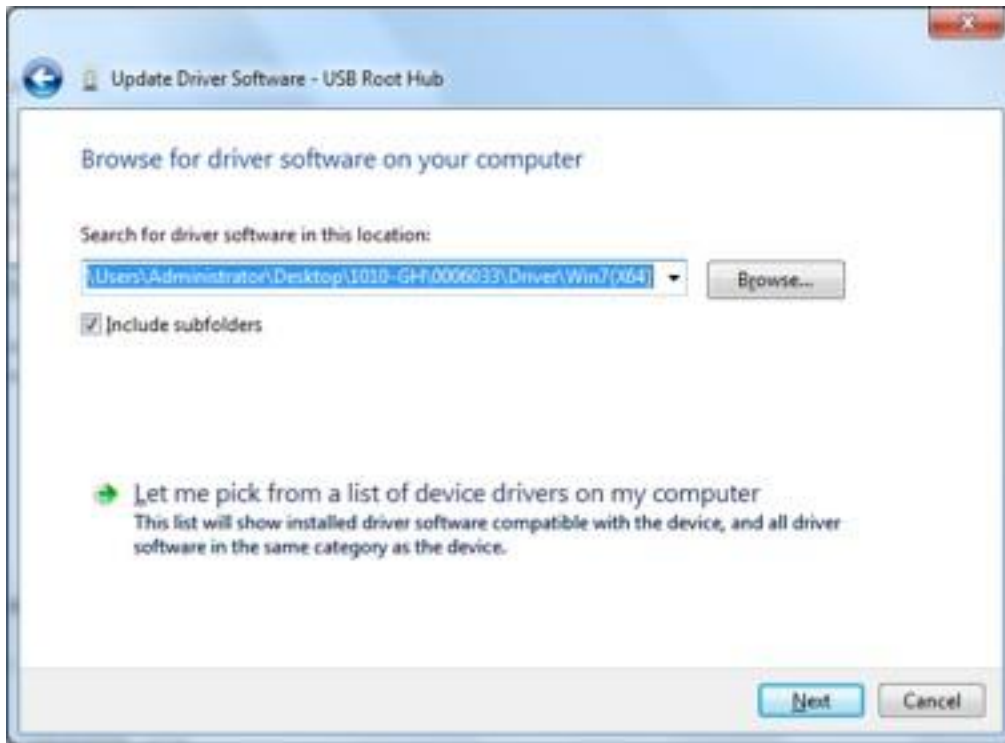 Update Driver Software - USB Root Hub
Browse for driver software on your computer
Search for driver software in this location:
\Users\Administrator\Desktop\1010-GH\0006033\Driver\Win7(X64)
Browse...
Include subfolders
Let me pick from a list of device drivers on my computer
This list will show installed driver software compatible with the device, and all driver
software in the same category as the device.
Next
Cancel